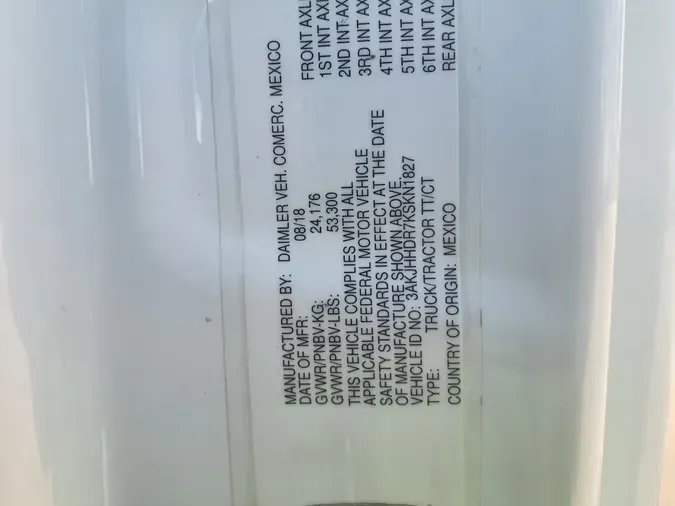 MANUFACTURED BY: DAIMLER VEH. COMERC. MEXICO
DATE OF MFR: 08/18
GVWR/PNBV-KG: 24,176
GVWR/PNBV-LBS: 53,300
THIS VEHICLE COMPLIES WITH ALL
APPLICABLE FEDERAL MOTOR VEHICLE
SAFETY STANDARDS IN EFFECT AT THE DATE
OF MANUFACTURE SHOWN ABOVE.
VEHICLE ID NO: 3AKJHHDR7KSKN1827
TYPE: TRUCK/TRACTOR TT/CT
COUNTRY OF ORIGIN: MEXICO
FRONT AXL
1ST INT AX
2ND INT AX
3RD INT AX
4TH INT AX
5TH INT AX
6TH INT AX
REAR AXL